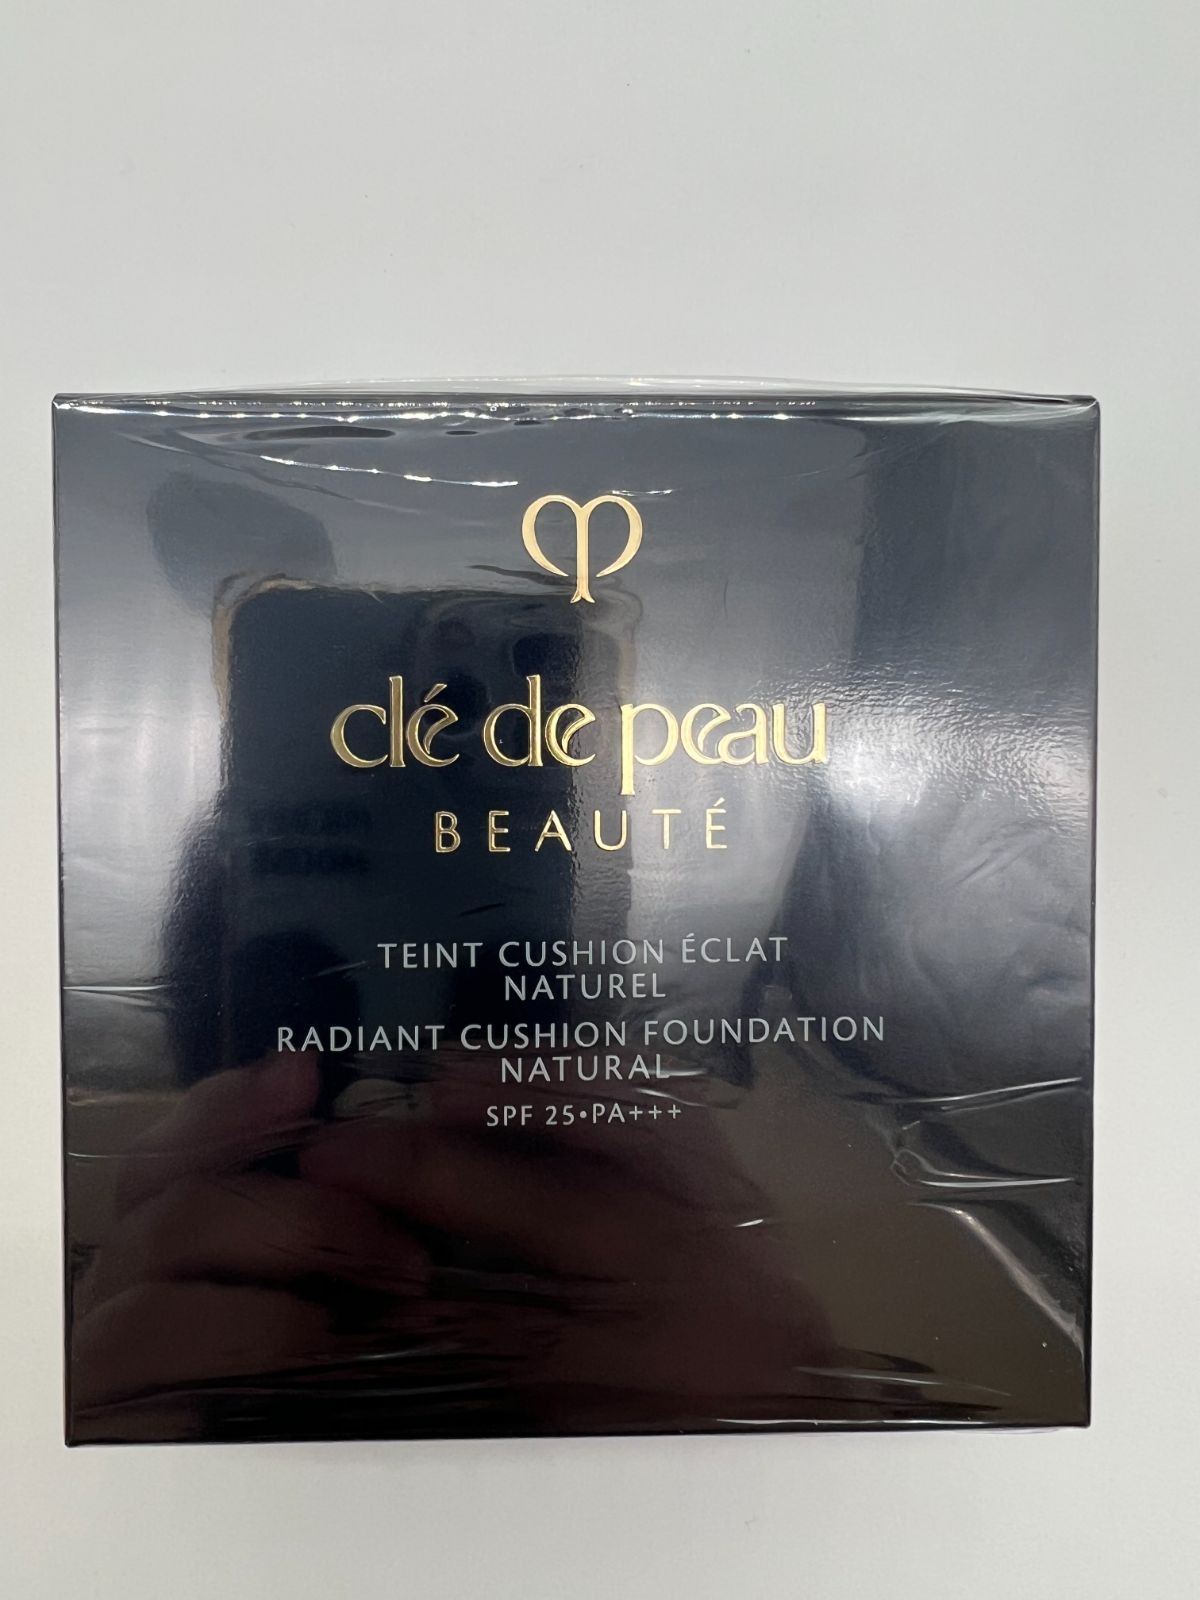 clé de peau
BEAUTÉ
TEINT CUSHION ÉCLAT
NATUREL
RADIANT CUSHION FOUNDATION
NATURAL
SPF 25•PA+++